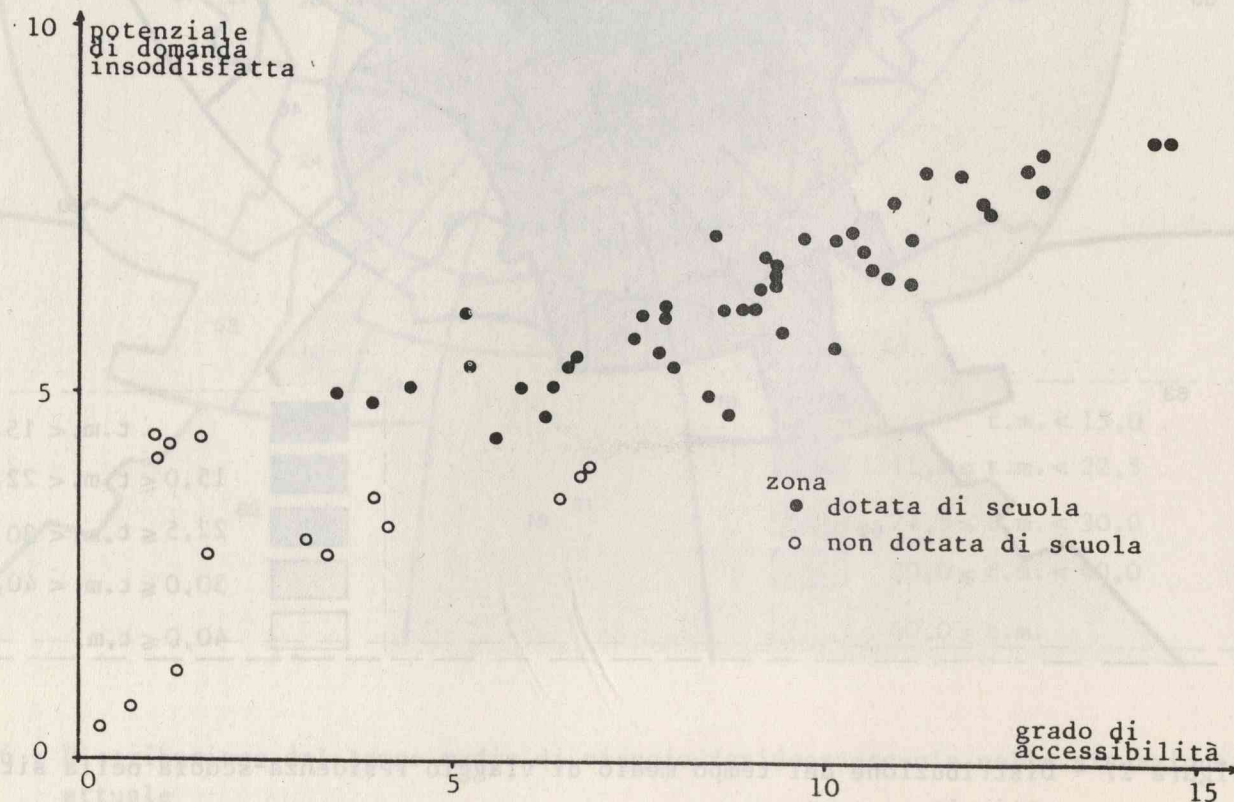 10
potenziale
di domanda
insoddisfatta
5
zona
dotata di scuola
non dotata di scuola
0
grado di
accessibilità
0
5
10
15